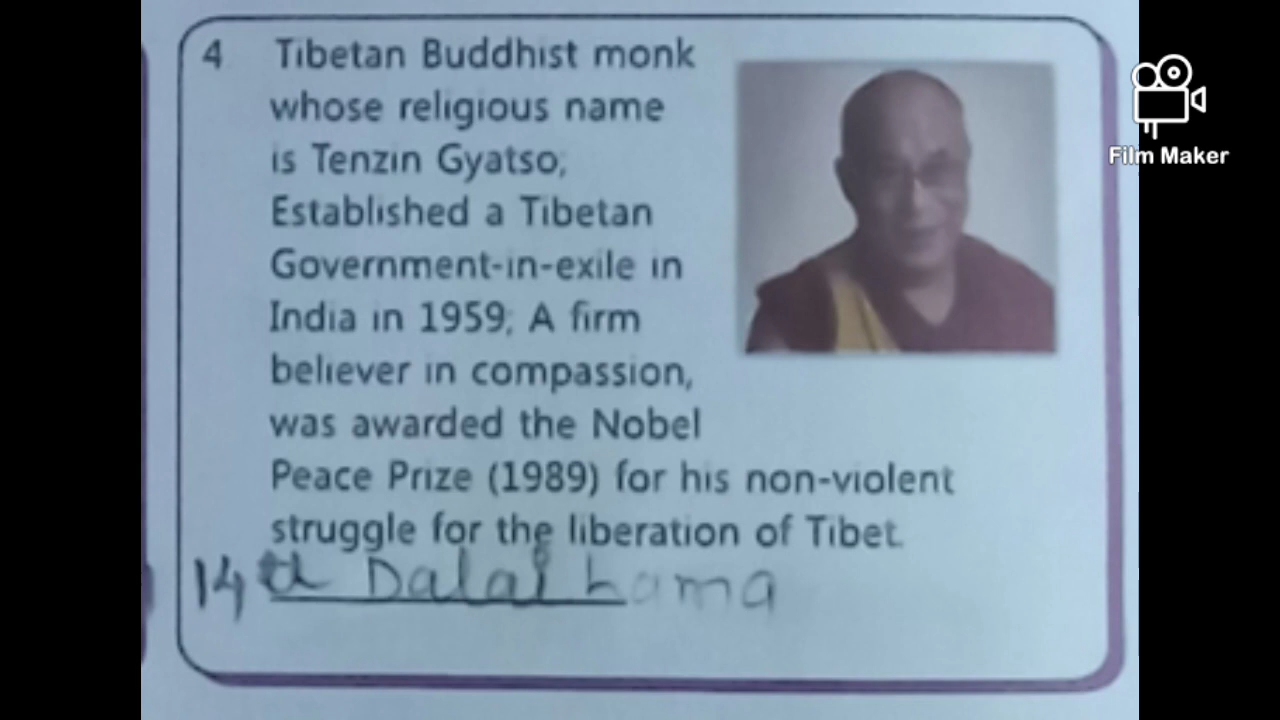 4 Tibetan Buddhist monk
whose religious name
is Tenzin Gyatso;
Established a Tibetan
Government-in-exile in
India in 1959; A firm
believer in compassion,
was awarded the Nobel
Peace Prize (1989) for his non-violent
struggle for the liberation of Tibet.
14th Dalai Lama
Film Maker